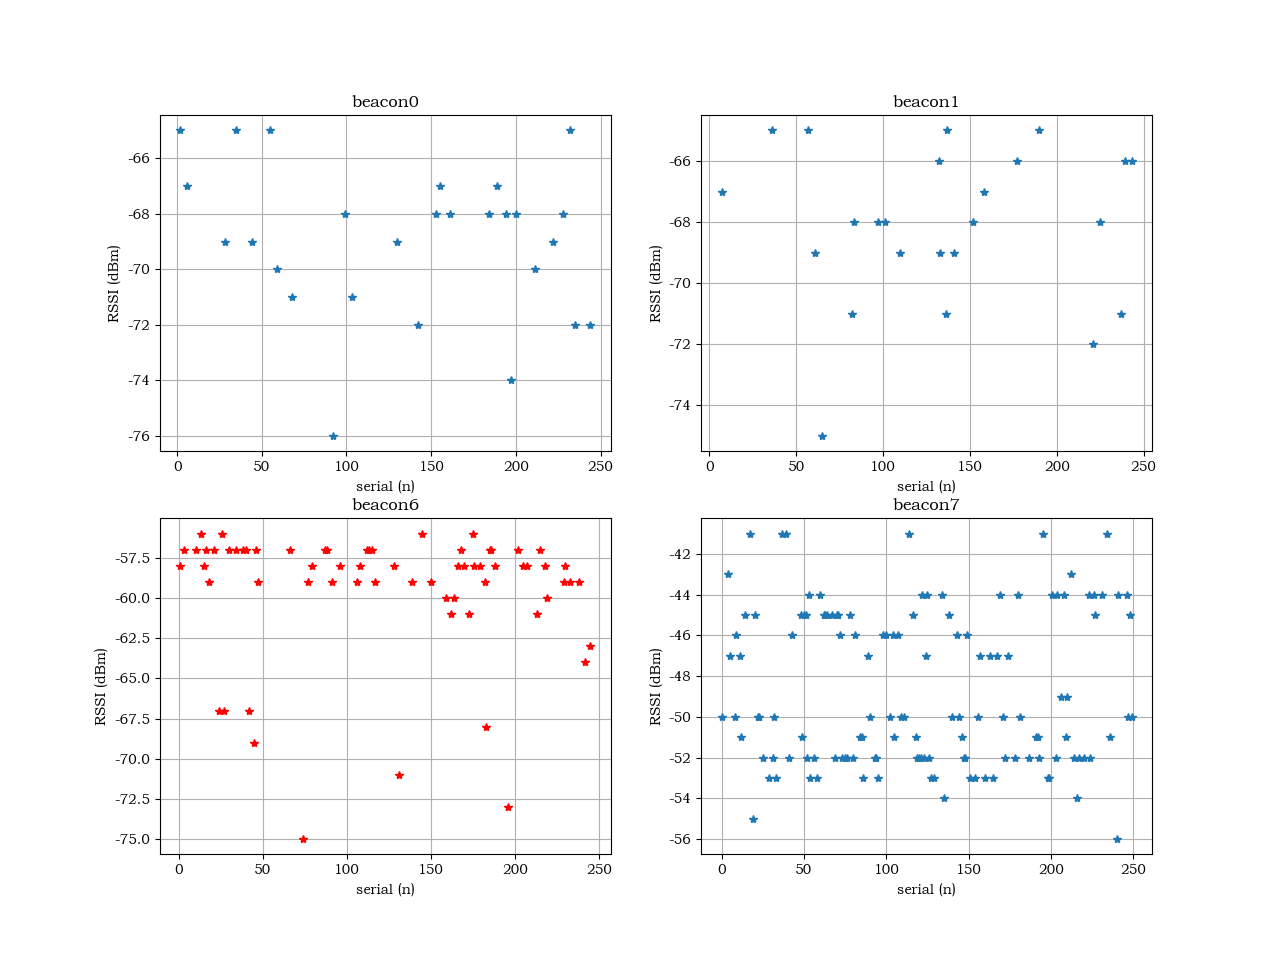 beacon0
RSSI (dBm)
-66
-68
-70
-72
-74
-76
0 50 100 150 200 250
serial (n)
beacon1
RSSI (dBm)
-66
-68
-70
-72
-74
0 50 100 150 200 250
serial (n)
beacon6
RSSI (dBm)
-57.5
-60.0
-62.5
-65.0
-67.5
-70.0
-72.5
-75.0
0 50 100 150 200 250
serial (n)
beacon7
RSSI (dBm)
-42
-44
-46
-48
-50
-52
-54
-56
0 50 100 150 200 250
serial (n)